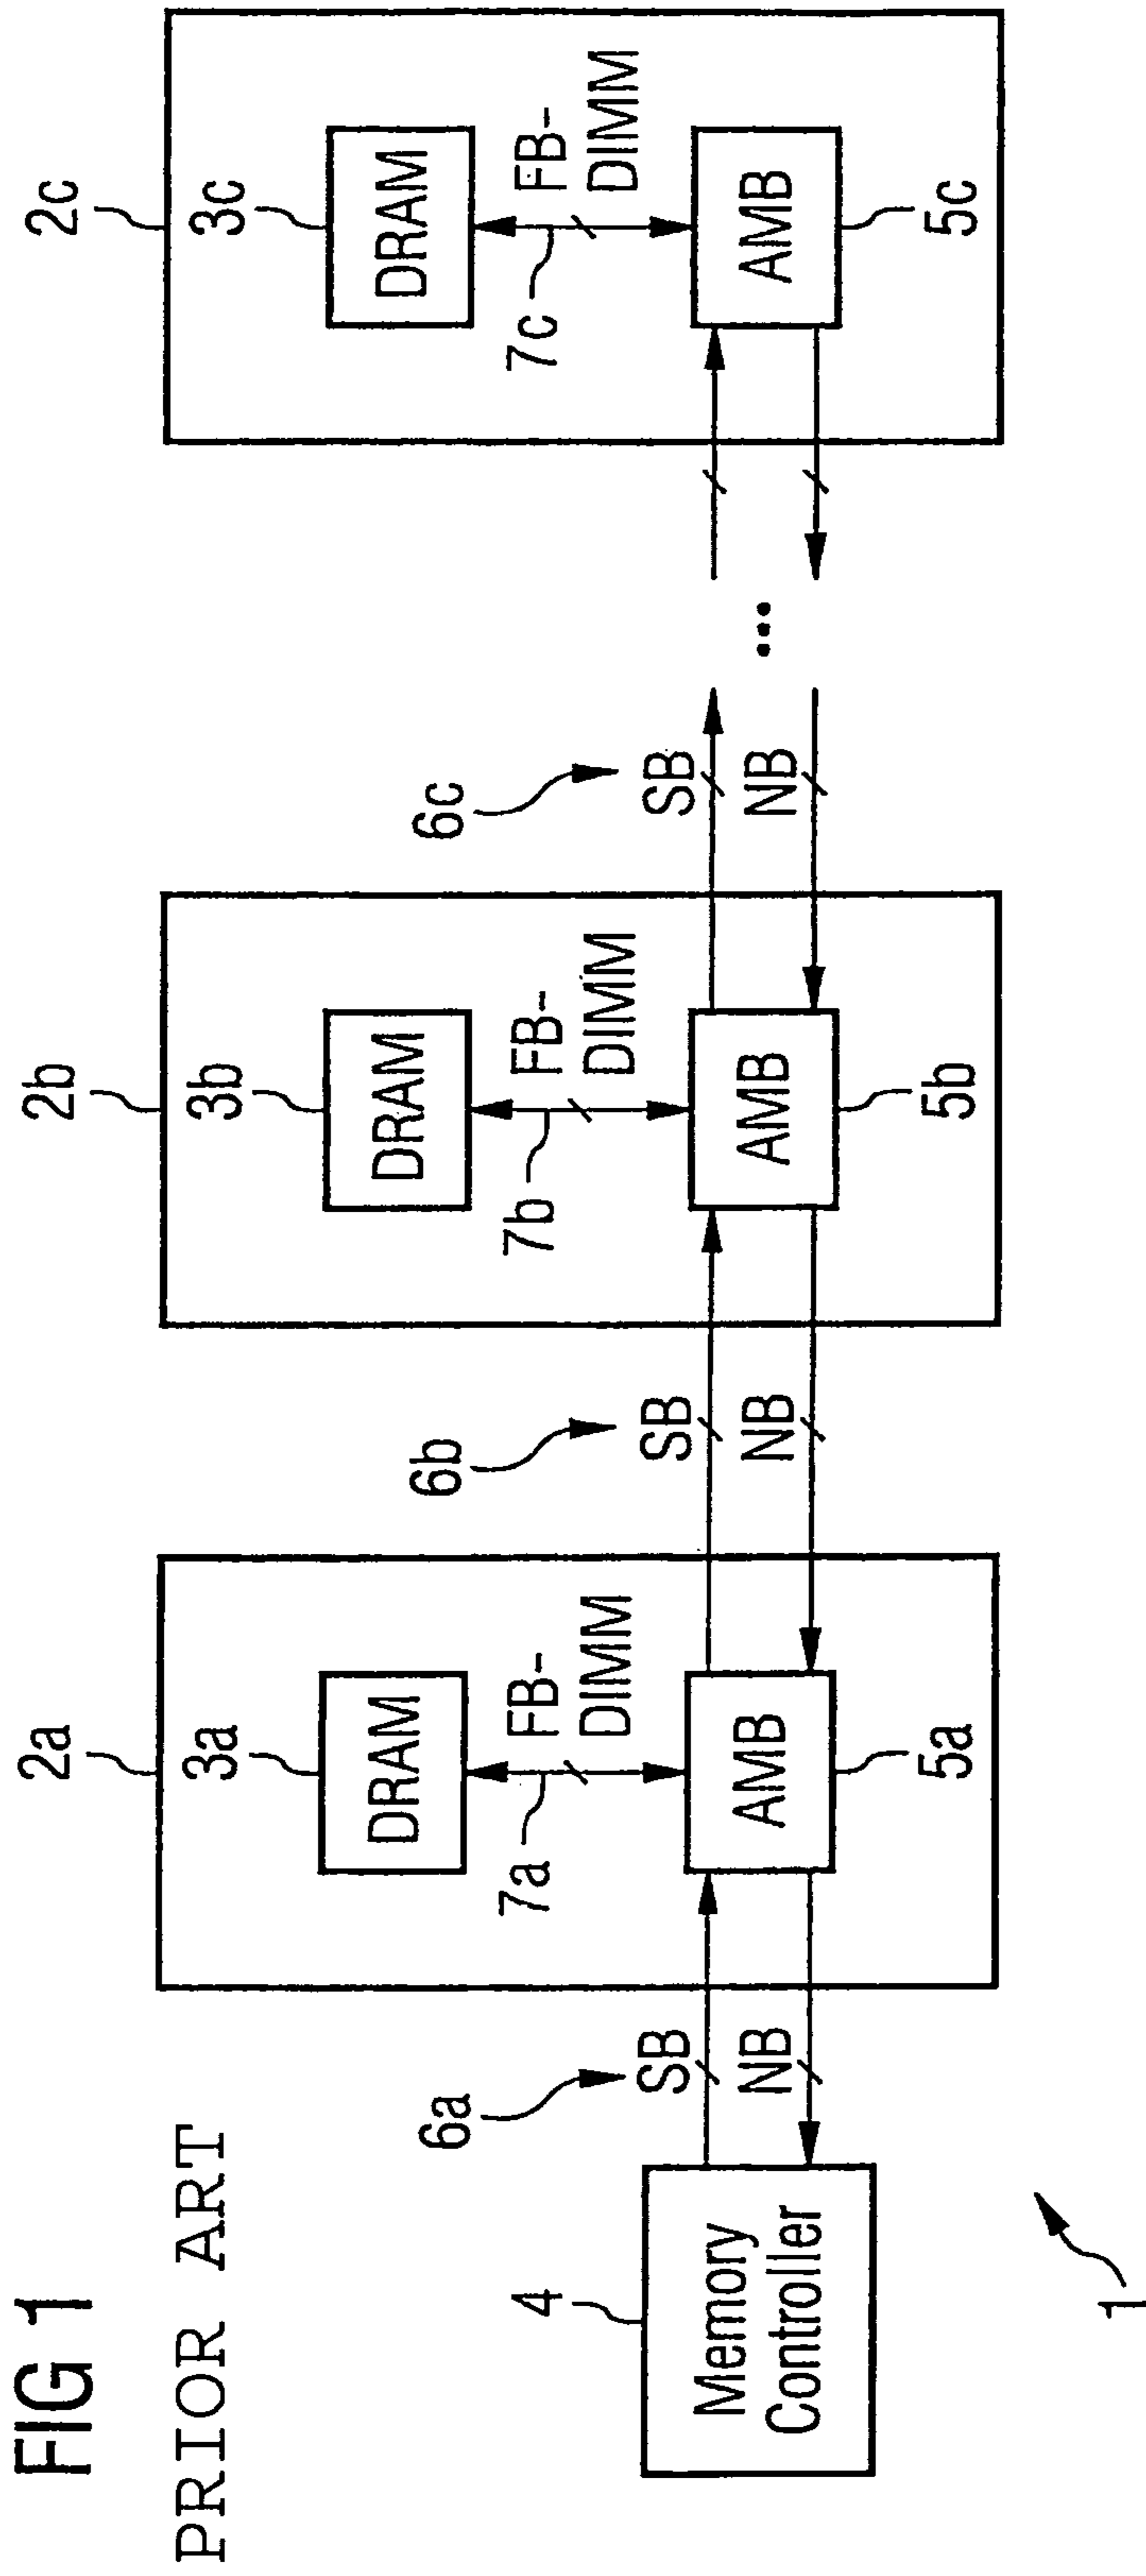 FIG 1
PRIOR ART
2a
2b
2c
3a
3b
3c
DRAM
DRAM
DRAM
7a
FB-
DIMM
7b
FB-
DIMM
7c
FB-
DIMM
6a
6b
6c
4
Memory
Controller
SB
NB
AMB
SB
NB
AMB
SB
NB
...
AMB
5a
5b
5c
1